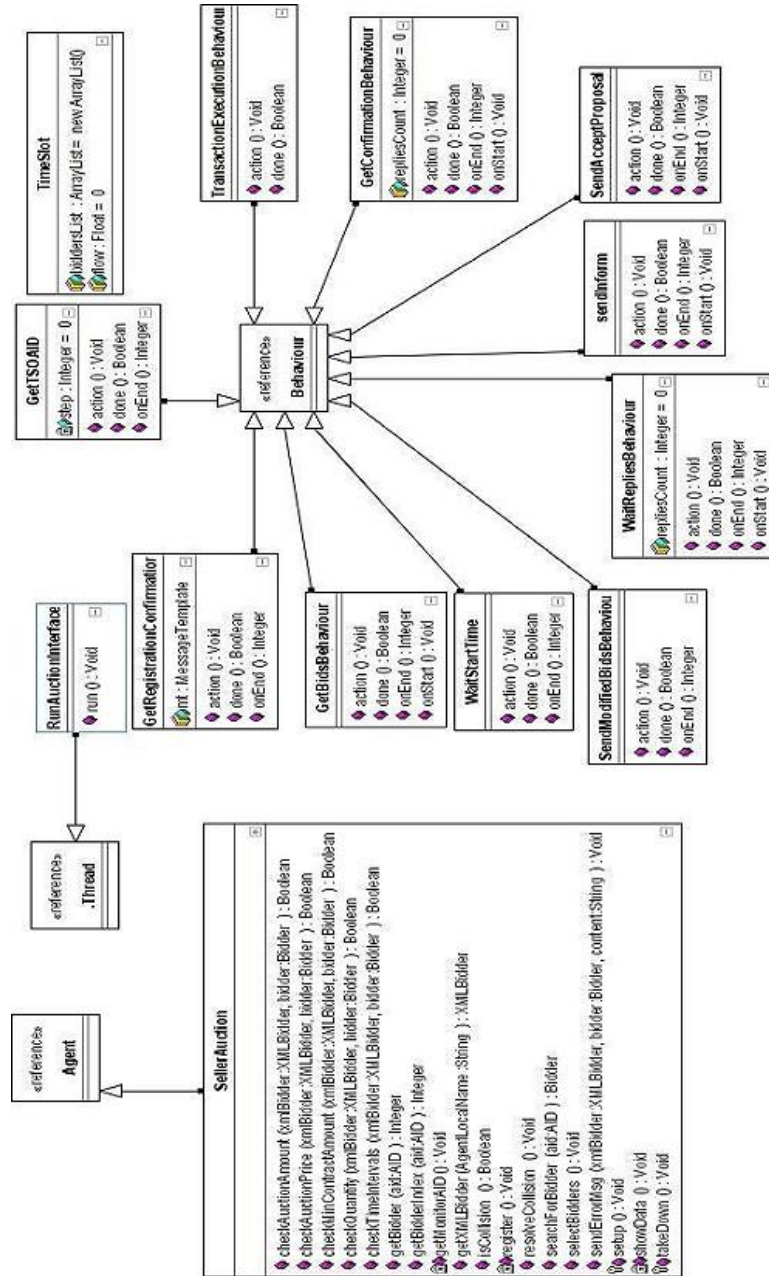 «reference»
Agent
SellerAuction
checkAuctionAmount (xmlBidder:XMLBidder, bidder:Bidder ) : Boolean
checkAuctionPrice (xmlBidder:XMLBidder, bidder:Bidder ) : Boolean
checkMinContractAmount (xmlBidder:XMLBidder, bidder:Bidder ) : Boolean
checkQuantity (xmlBidder:XMLBidder, bidder:Bidder ) : Boolean
checkTimeIntervals (xmlBidder:XMLBidder, bidder:Bidder ) : Boolean
getBidder (aid:AID ) : Integer
getBidderIndex (aid:AID ) : Integer
getMonitorAID () : Void
getXMLBidder (AgentLocalName :String ) : XMLBidder
isCollision () : Boolean
register () : Void
resolveCollision () : Void
searchForBidder (aid:AID ) : Bidder
selectBidders () : Void
sendErrorMsg (xmlBidder:XMLBidder, bidder:Bidder, content:String ) : Void
setup () : Void
showData () : Void
takeDown () : Void
«reference»
.Thread
RunAuctionInterface
run () : Void
GetRegistrationConfirmation
mt : MessageTemplate
action () : Void
done () : Boolean
onEnd () : Integer
GetBidsBehaviour
action () : Void
done () : Boolean
onEnd () : Integer
onStart () : Void
WaitStartTime
action () : Void
done () : Boolean
onEnd () : Integer
SendModifiedBidsBehaviou
action () : Void
done () : Boolean
onEnd () : Integer
GetTSOAID
step : Integer = 0
action () : Void
done () : Boolean
onEnd () : Integer
«reference»
Behaviour
WaitRepliesBehaviour
repliesCount : Integer = 0
action () : Void
done () : Boolean
onEnd () : Integer
onStart () : Void
sendInform
action () : Void
done () : Boolean
onEnd () : Integer
onStart () : Void
TimeSlot
biddersList : ArrayList = new ArrayList()
flow : Float = 0
TransactionExecutionBehaviour
action () : Void
done () : Boolean
GetConfirmationBehaviour
repliesCount : Integer = 0
action () : Void
done () : Boolean
onEnd () : Integer
onStart () : Void
SendAcceptProposal
action () : Void
done () : Boolean
onEnd () : Integer
onStart () : Void